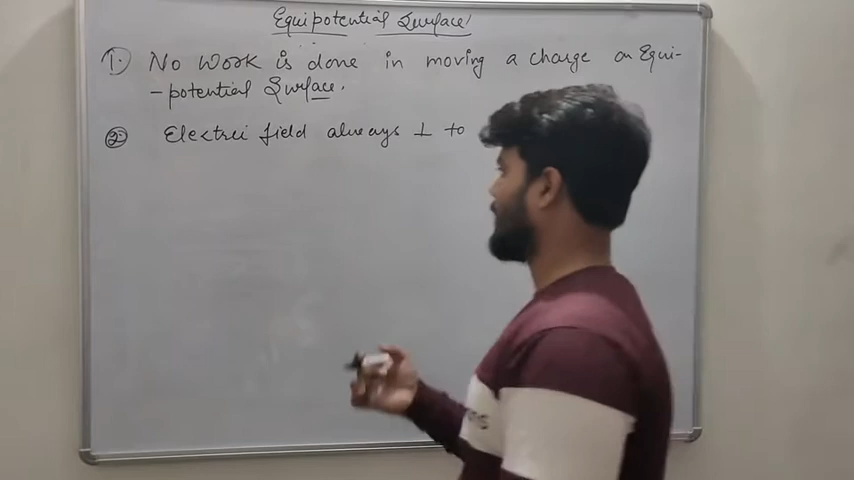 Equipotential Surface
1. No Work is done in moving a charge on Equi-
-potential Surface.
2. Electric field always ⊥ to